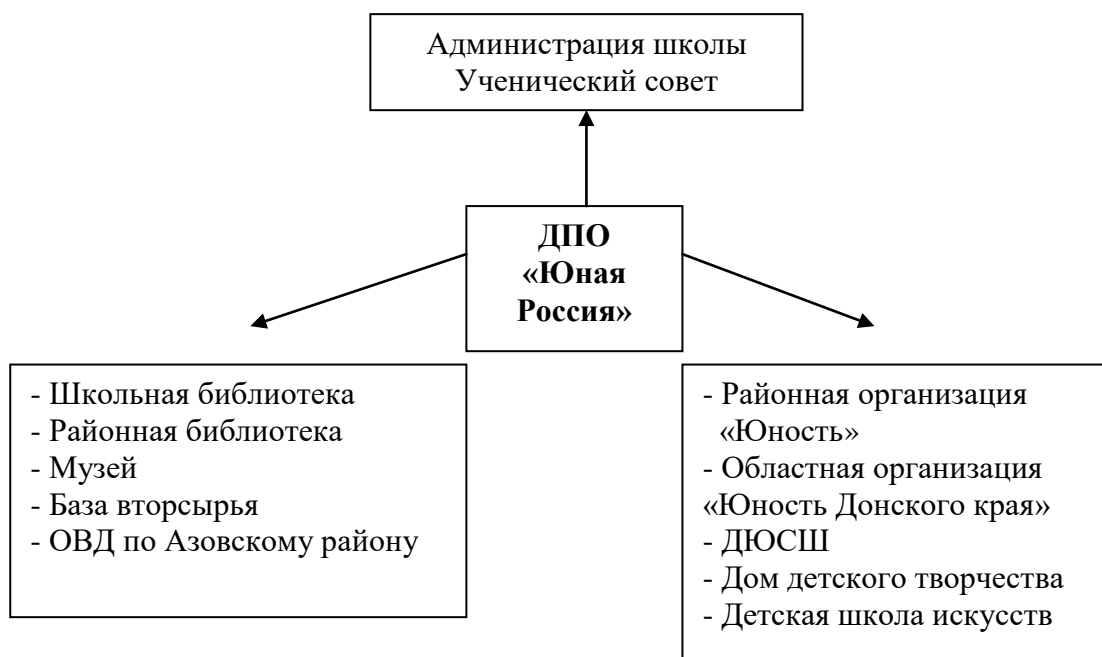 Администрация школы
Ученический совет
ДПО
«Юная
Россия»
- Школьная библиотека
- Районная библиотека
- Музей
- База вторсырья
- ОВД по Азовскому району
- Районная организация
«Юность»
- Областная организация
«Юность Донского края»
- ДЮСШ
- Дом детского творчества
- Детская школа искусств